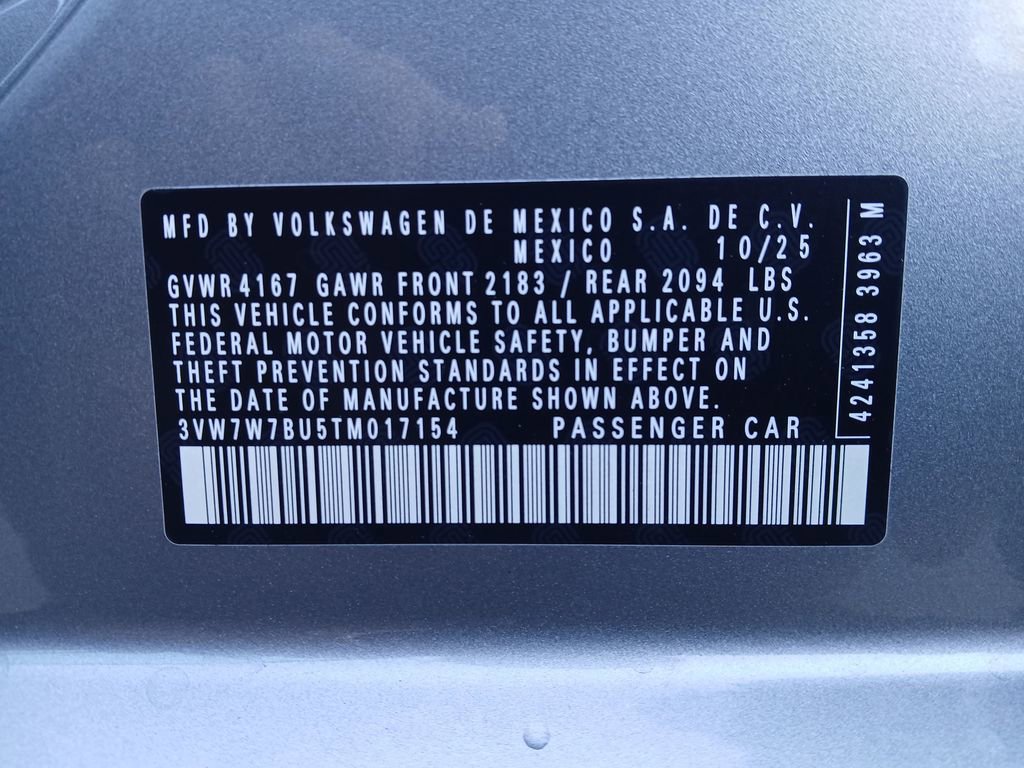 MFD BY VOLKSWAGEN DE MEXICO S.A. DE C.V.
MEXICO 10/25
GVWR 4167 GAWR FRONT 2183 / REAR 2094 LBS
THIS VEHICLE CONFORMS TO ALL APPLICABLE U.S.
FEDERAL MOTOR VEHICLE SAFETY, BUMPER AND
THEFT PREVENTION STANDARDS IN EFFECT ON
THE DATE OF MANUFACTURE SHOWN ABOVE.
3VW7W7BU5TM017154 PASSENGER CAR
4241358 3963 M